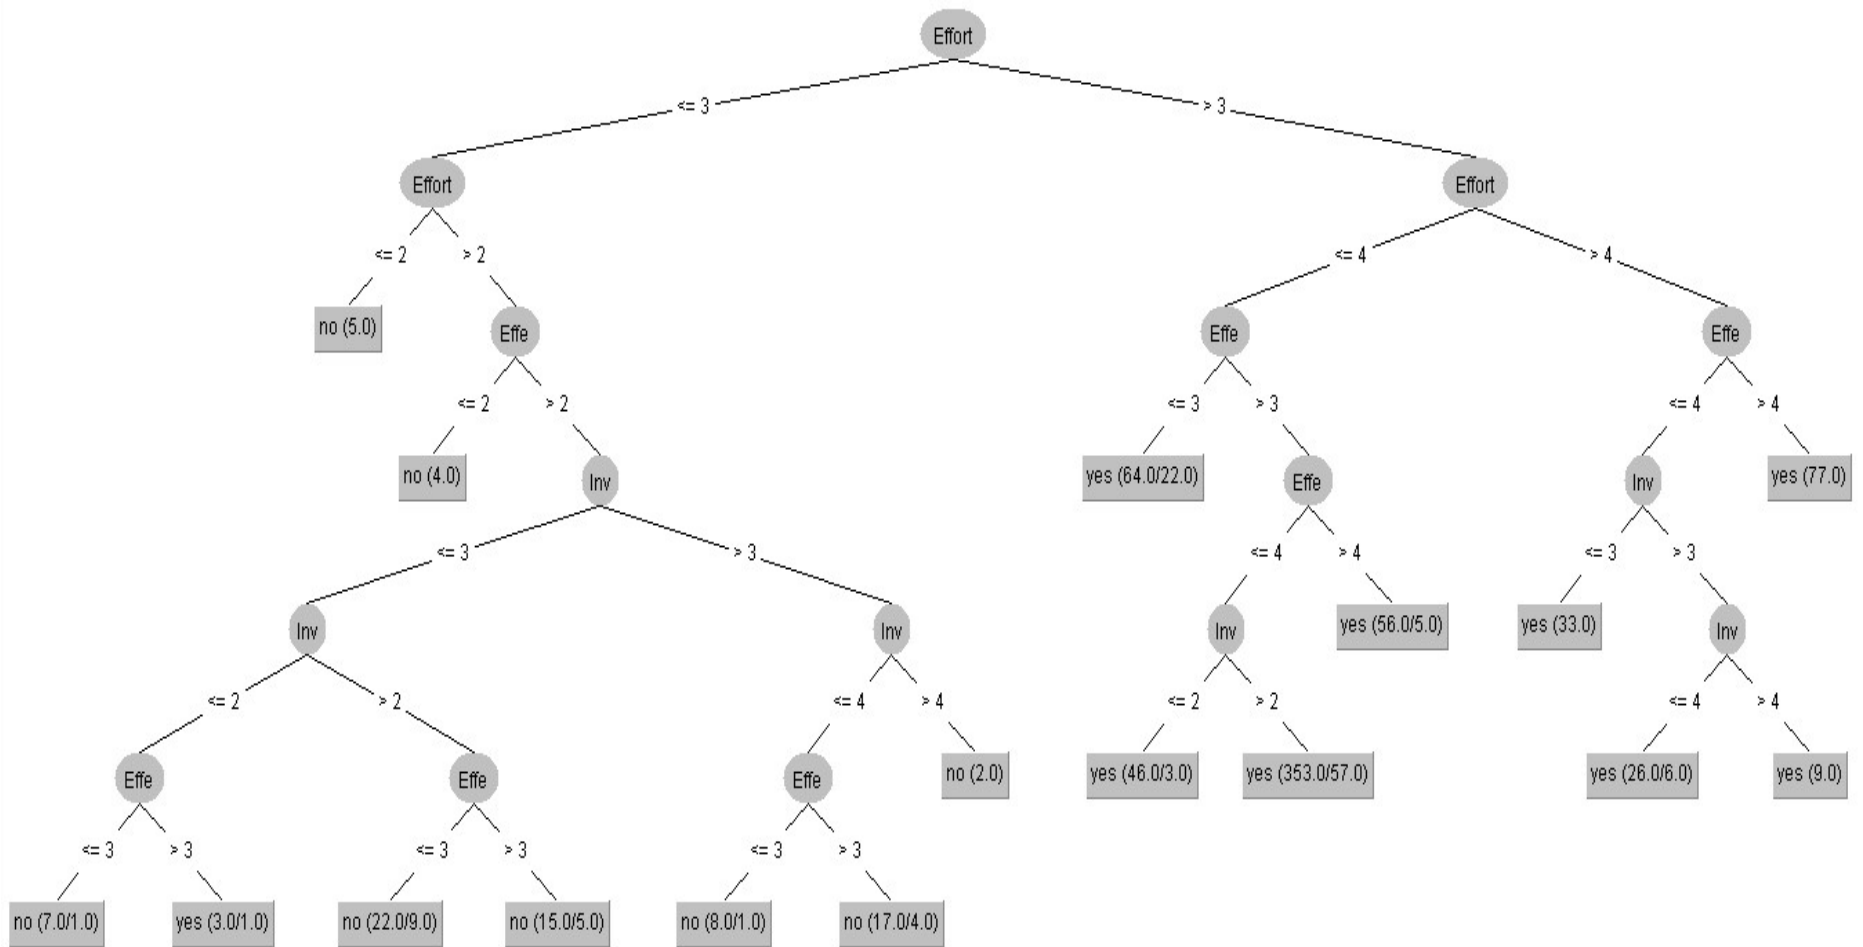 Effort
<= 3
> 3
Effort
Effort
<= 2
> 2
<= 4
> 4
no (5.0)
Effe
Effe
Effe
<= 2
> 2
<= 3
> 3
<= 4
> 4
no (4.0)
Inv
yes (64.0/22.0)
Effe
Inv
yes (77.0)
<= 3
> 3
<= 4
> 4
<= 3
> 3
Inv
Inv
Inv
yes (56.0/5.0)
yes (33.0)
Inv
<= 2
> 2
<= 4
> 4
<= 2
> 2
<= 4
> 4
Effe
Effe
Effe
no (2.0)
yes (46.0/3.0)
yes (353.0/57.0)
yes (26.0/6.0)
yes (9.0)
<= 3
> 3
<= 3
> 3
<= 3
> 3
no (7.0/1.0)
yes (3.0/1.0)
no (22.0/9.0)
no (15.0/5.0)
no (8.0/1.0)
no (17.0/4.0)